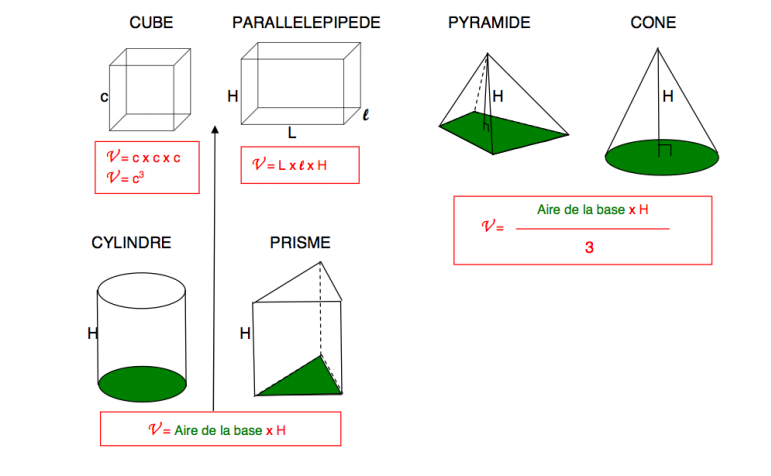 CUBE
PARALLELEPIPEDE
PYRAMIDE
CONE
c
H
L
ℓ
H
H
𝒱 = c x c x c
𝒱 = c³
𝒱 = L x ℓ x H
Aire de la base x H
𝒱 =
3
CYLINDRE
PRISME
H
H
𝒱 = Aire de la base x H